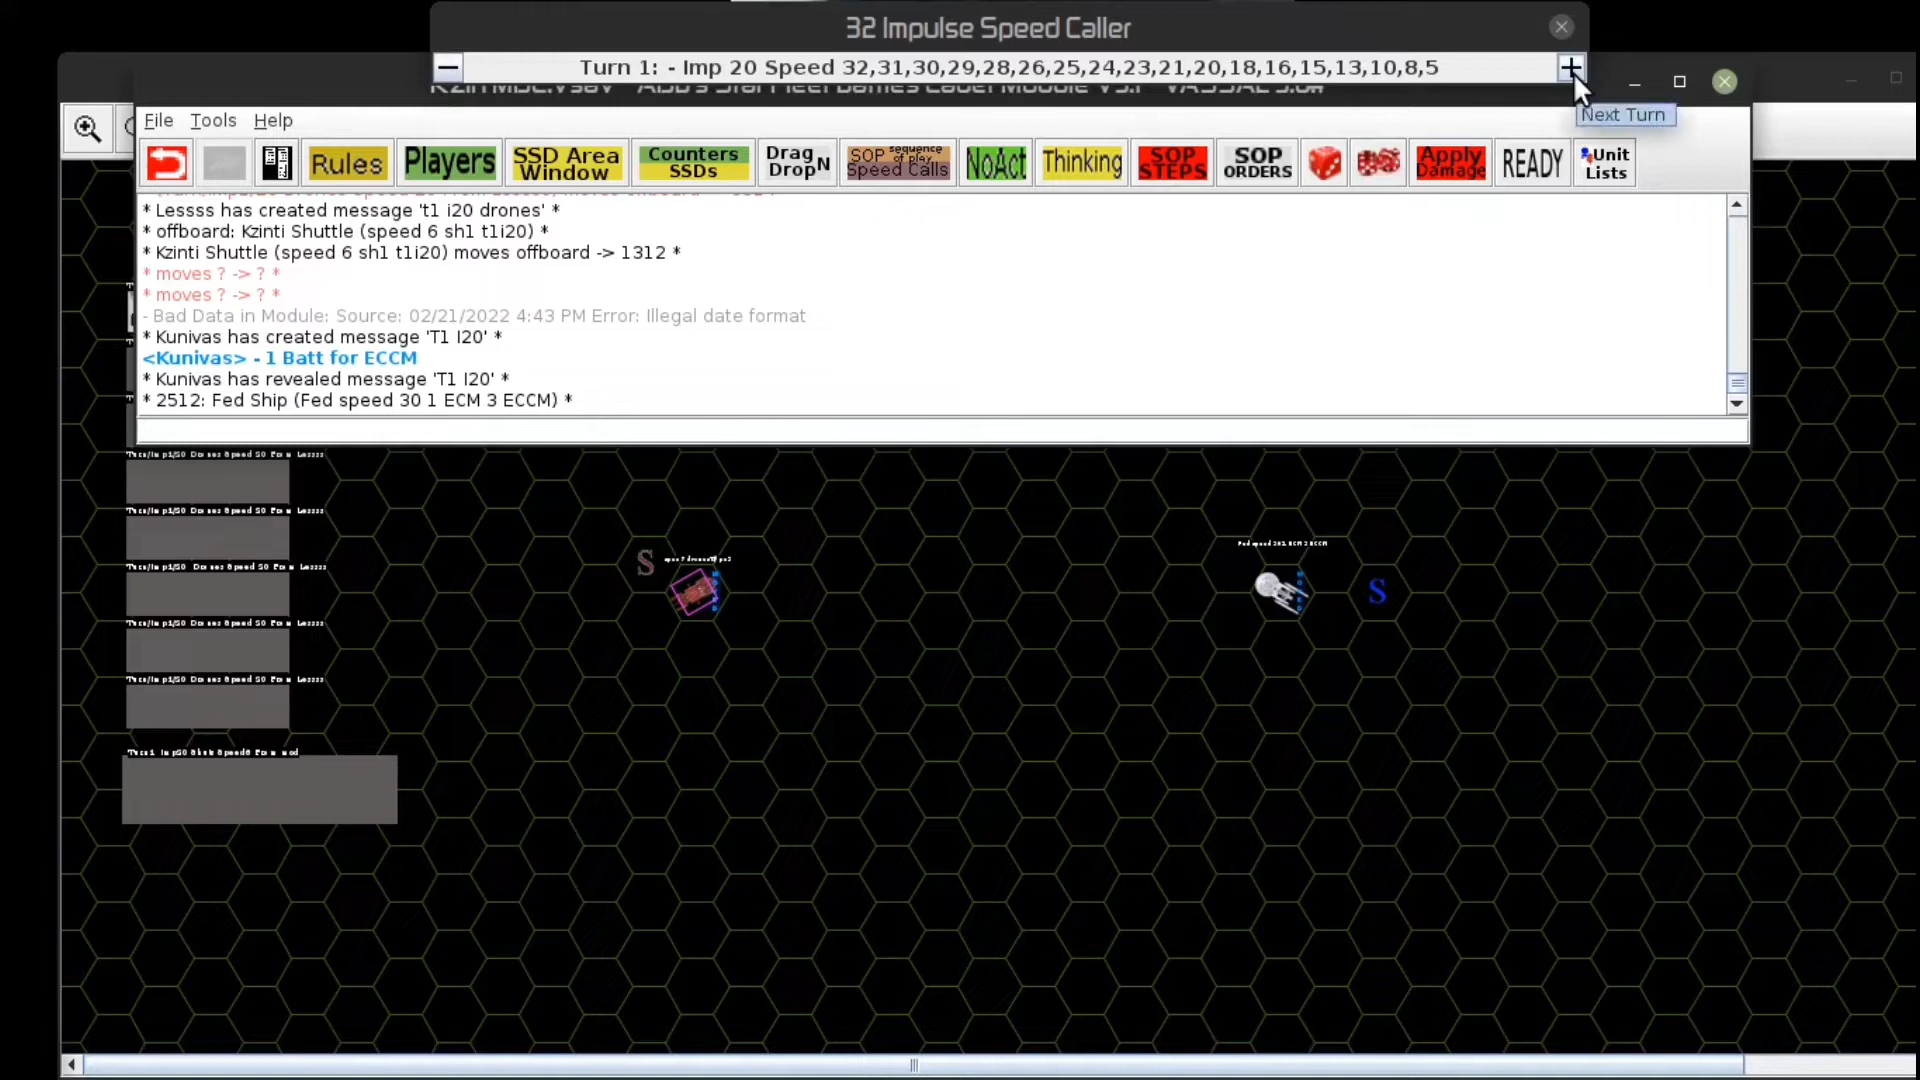 32 Impulse Speed Caller
Turn 1: - Imp 20 Speed 32,31,30,29,28,26,25,24,23,21,20,18,16,15,13,10,8,5
Next Turn
File Tools Help
Rules
Players
SSD Area Window
Counters SSDs
Drag N Drop
SOP sequence of play Speed Calls
NoAct
Thinking
SOP STEPS
SOP ORDERS
Apply Damage
READY
Unit Lists
* Lessss has created message 't1 i20 drones' *
* offboard: Kzinti Shuttle (speed 6 sh1 t1i20) *
* Kzinti Shuttle (speed 6 sh1 t1i20) moves offboard -> 1312 *
* moves ? -> ? *
* moves ? -> ? *
- Bad Data in Module: Source: 02/21/2022 4:43 PM Error: Illegal date format
* Kunivas has created message 'T1 I20' *
<Kunivas> - 1 Batt for ECCM
* Kunivas has revealed message 'T1 I20' *
* 2512: Fed Ship (Fed speed 30 1 ECM 3 ECCM) *
S
S